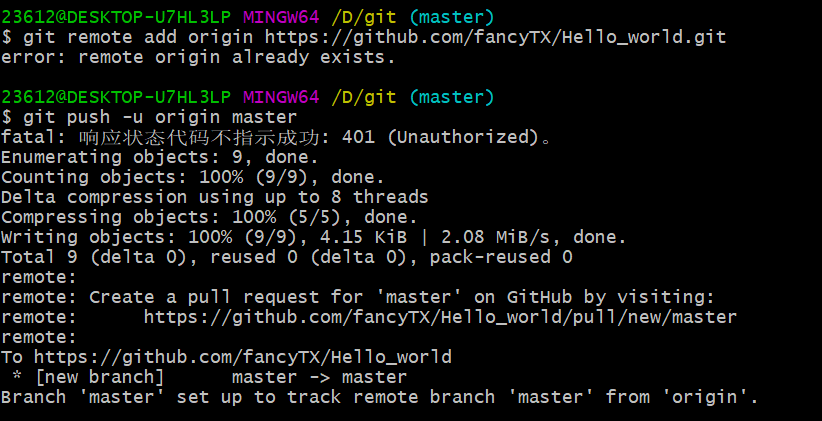 23612@DESKTOP-U7HL3LP MINGW64 /D/git (master)
$ git remote add origin https://github.com/fancyTX/Hello_world.git
error: remote origin already exists.
23612@DESKTOP-U7HL3LP MINGW64 /D/git (master)
$ git push -u origin master
fatal: 响应状态代码不指示成功: 401 (Unauthorized)。
Enumerating objects: 9, done.
Counting objects: 100% (9/9), done.
Delta compression using up to 8 threads
Compressing objects: 100% (5/5), done.
Writing objects: 100% (9/9), 4.15 KiB | 2.08 MiB/s, done.
Total 9 (delta 0), reused 0 (delta 0), pack-reused 0
remote:
remote: Create a pull request for 'master' on GitHub by visiting:
remote:      https://github.com/fancyTX/Hello_world/pull/new/master
remote:
To https://github.com/fancyTX/Hello_world
 * [new branch]      master -> master
Branch 'master' set up to track remote branch 'master' from 'origin'.